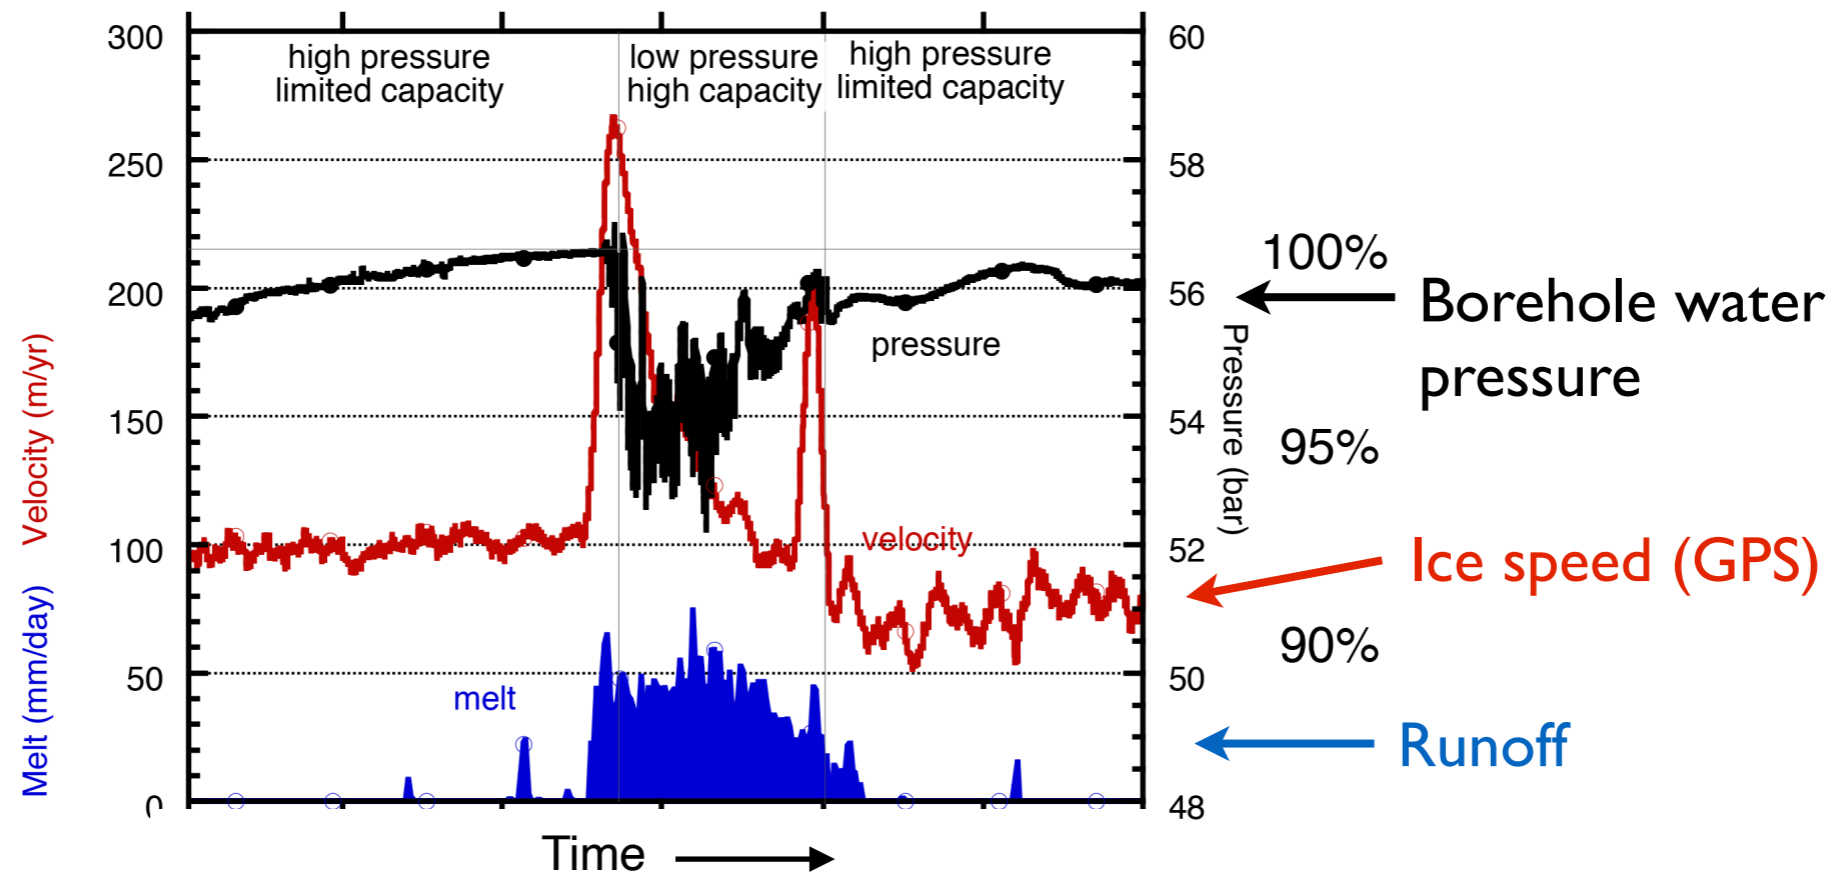 300
250
200
150
100
50
0
Velocity (m/yr)
Melt (mm/day)
high pressure
limited capacity
low pressure
high capacity
high pressure
limited capacity
pressure
velocity
melt
60
58
56
54
52
50
48
Pressure (bar)
100%
95%
90%
Borehole water
pressure
Ice speed (GPS)
Runoff
Time